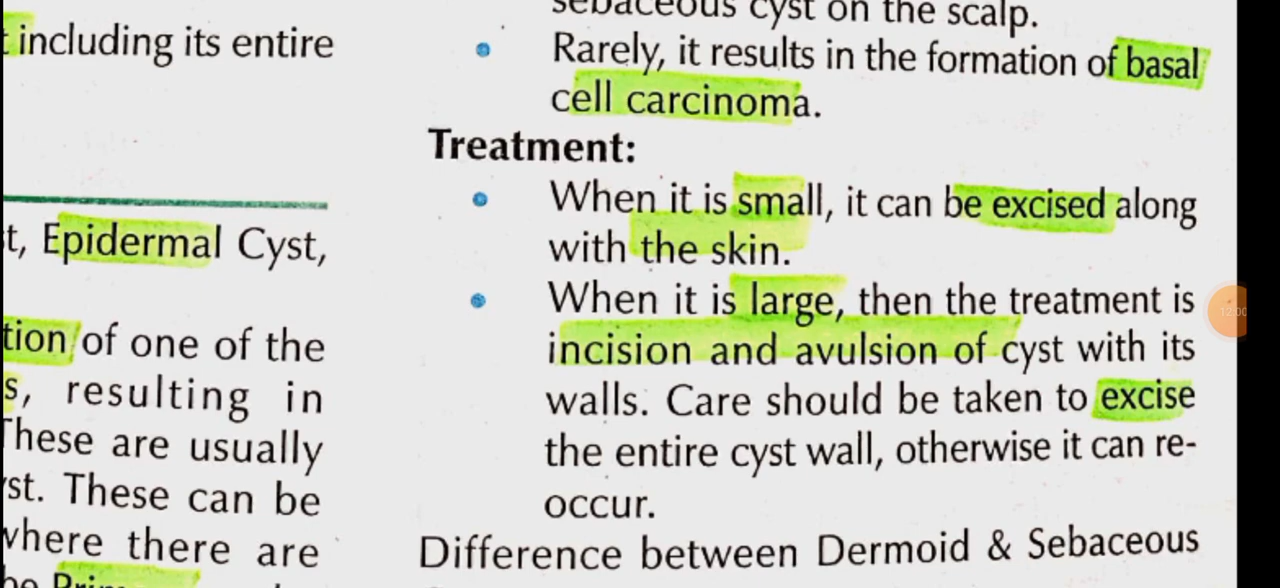 including its entire
Epidermal Cyst,
of one of the
resulting in
These are usually
These can be
where there are
sebaceous cyst on the scalp.
• Rarely, it results in the formation of basal
cell carcinoma.
Treatment:
• When it is small, it can be excised along
with the skin.
• When it is large, then the treatment is
incision and avulsion of cyst with its
walls. Care should be taken to excise
the entire cyst wall, otherwise it can re-
occur.
Difference between Dermoid & Sebaceous
12:00